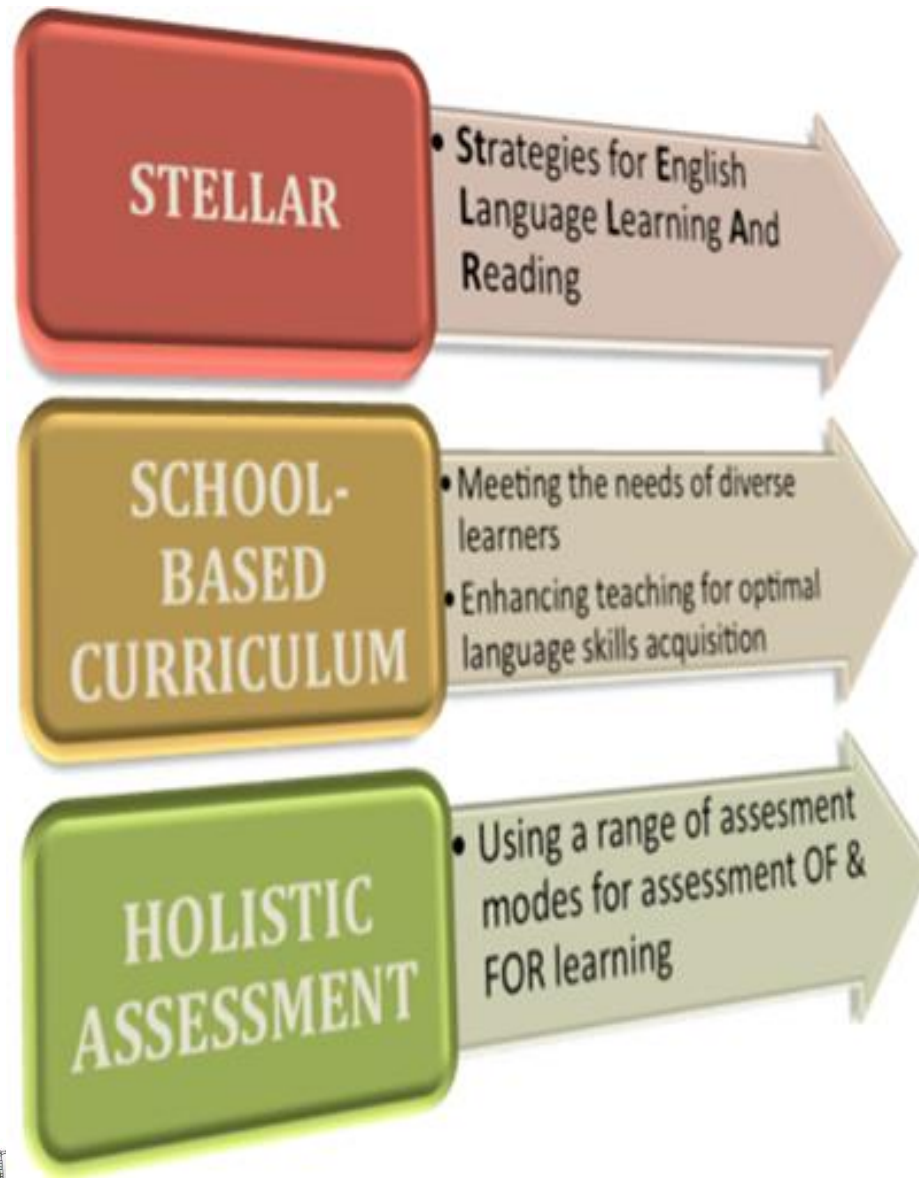 STELLAR
• Strategies for English
Language Learning And
Reading
SCHOOL-
BASED
CURRICULUM
• Meeting the needs of diverse
learners
• Enhancing teaching for optimal
language skills acquisition
HOLISTIC
ASSESSMENT
• Using a range of assesment
modes for assessment OF &
FOR learning